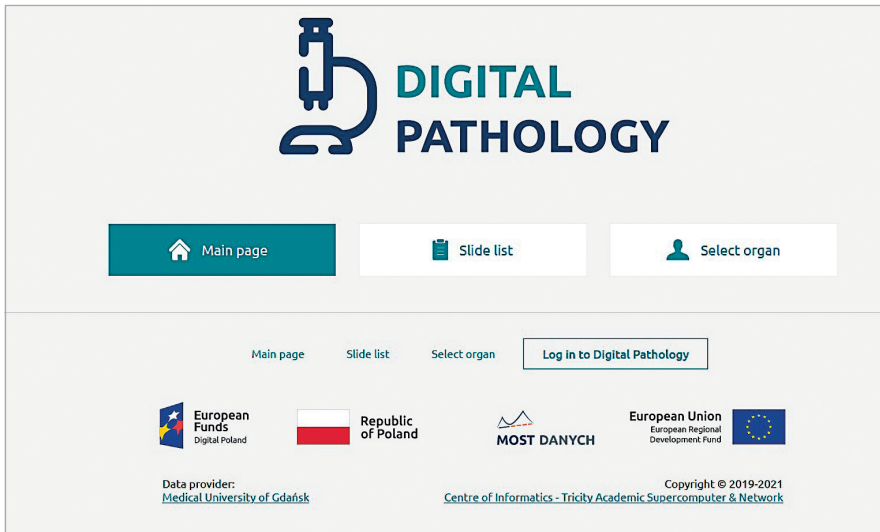 DIGITAL
PATHOLOGY
Main page
Slide list
Select organ
Main page
Slide list
Select organ
Log in to Digital Pathology
European
Funds
Digital Poland
Republic
of Poland
MOST DANYCH
European Union
European Regional
Development Fund
Data provider:
Medical University of Gdańsk
Copyright © 2019-2021
Centre of Informatics - Tricity Academic Supercomputer & Network